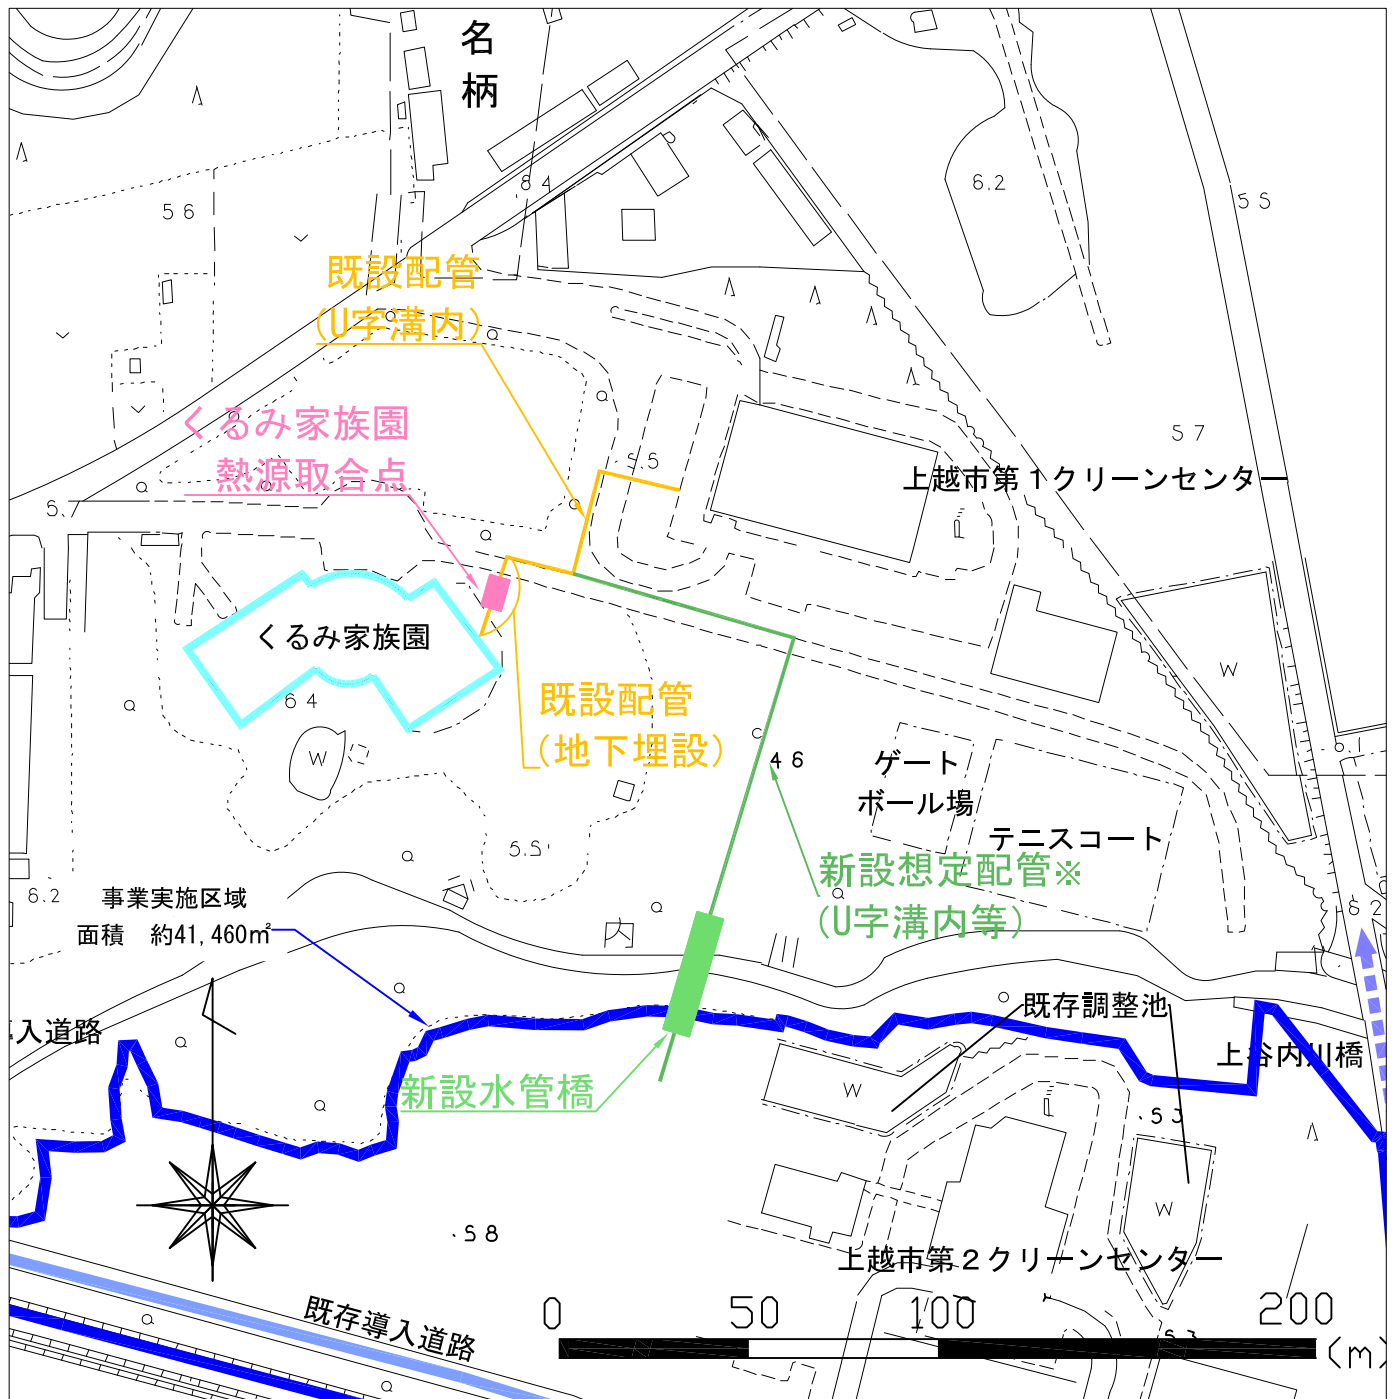 名
柄
8 4
6.2
5 6
5 5
既設配管
(U字溝内)
くるみ家族園
熱源取合点
5 7
5.5
上越市第１クリーンセンター
5.
くるみ家族園
W
6 4
既設配管
(地下埋設)
W
4 6
ゲート
ボール場
テニスコート
5.5
新設想定配管※
(U字溝内等)
6.2
事業実施区域
面積　約41,460㎡
6 2
内
既存調整池
入道路
上谷内川橋
新設水管橋
W
5 3
W
5 8
上越市第２クリーンセンター
既存導入道路
0 50 100 200
(m)
5 3